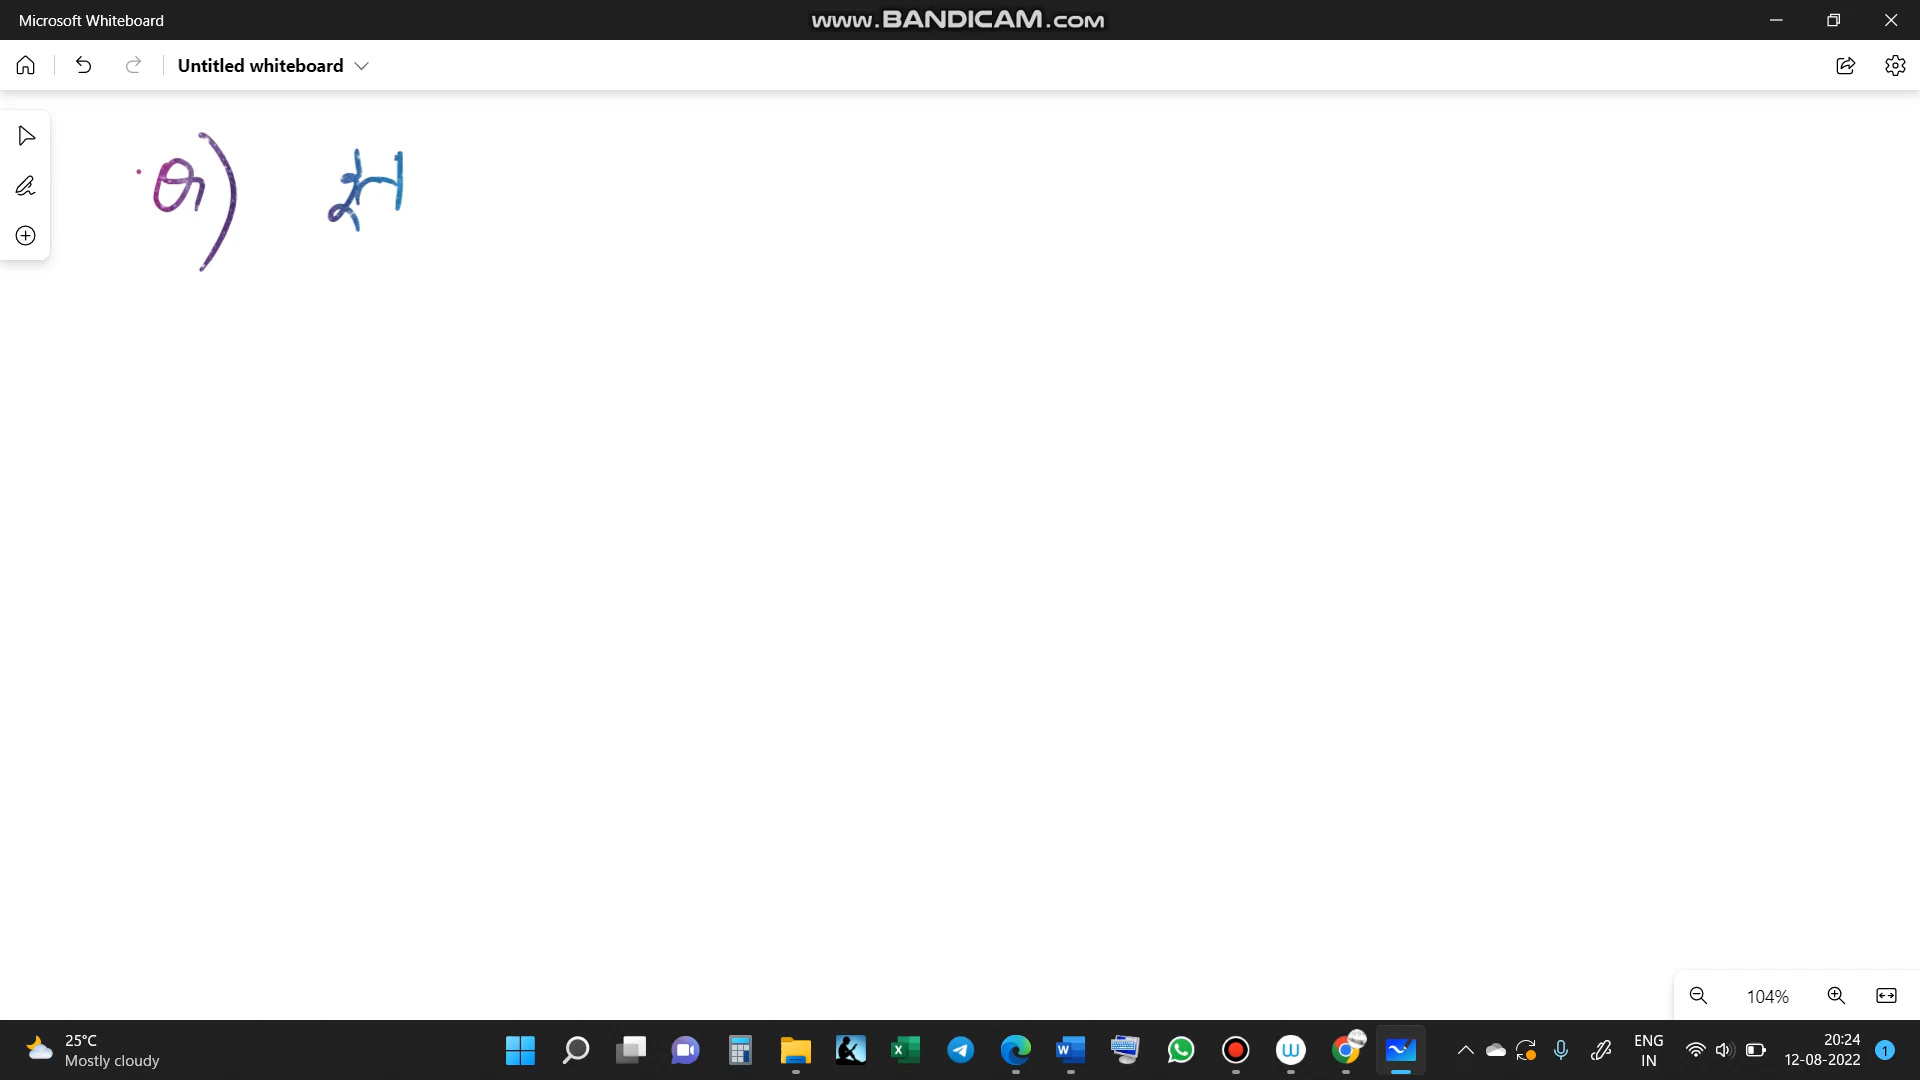 Microsoft Whiteboard
www.BANDICAM.com
Untitled whiteboard
104%
25°C
Mostly cloudy
ENG
IN
20:24
12-08-2022
1